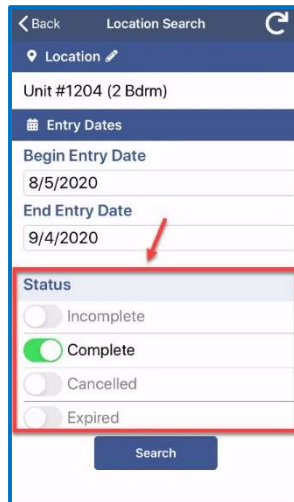 Back Location Search
Location
Unit #1204 (2 Bdrm)
Entry Dates
Begin Entry Date
8/5/2020
End Entry Date
9/4/2020
Status
Incomplete
Complete
Cancelled
Expired
Search